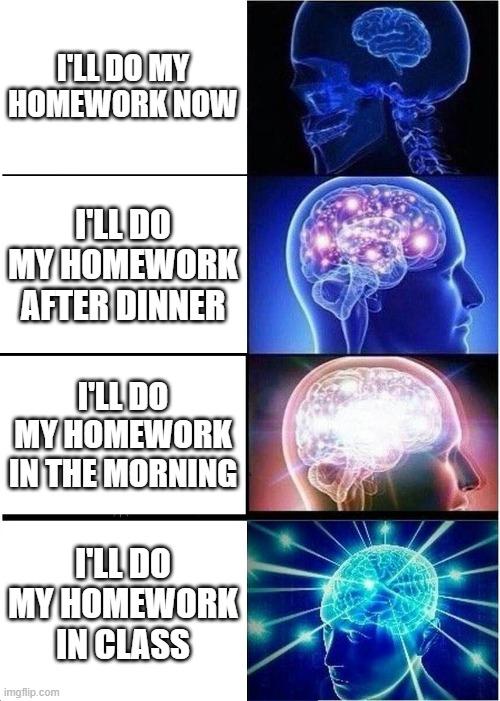 I'LL DO MY
HOMEWORK NOW
I'LL DO
MY HOMEWORK
AFTER DINNER
I'LL DO
MY HOMEWORK
IN THE MORNING
I'LL DO
MY HOMEWORK
IN CLASS
imgflip.com